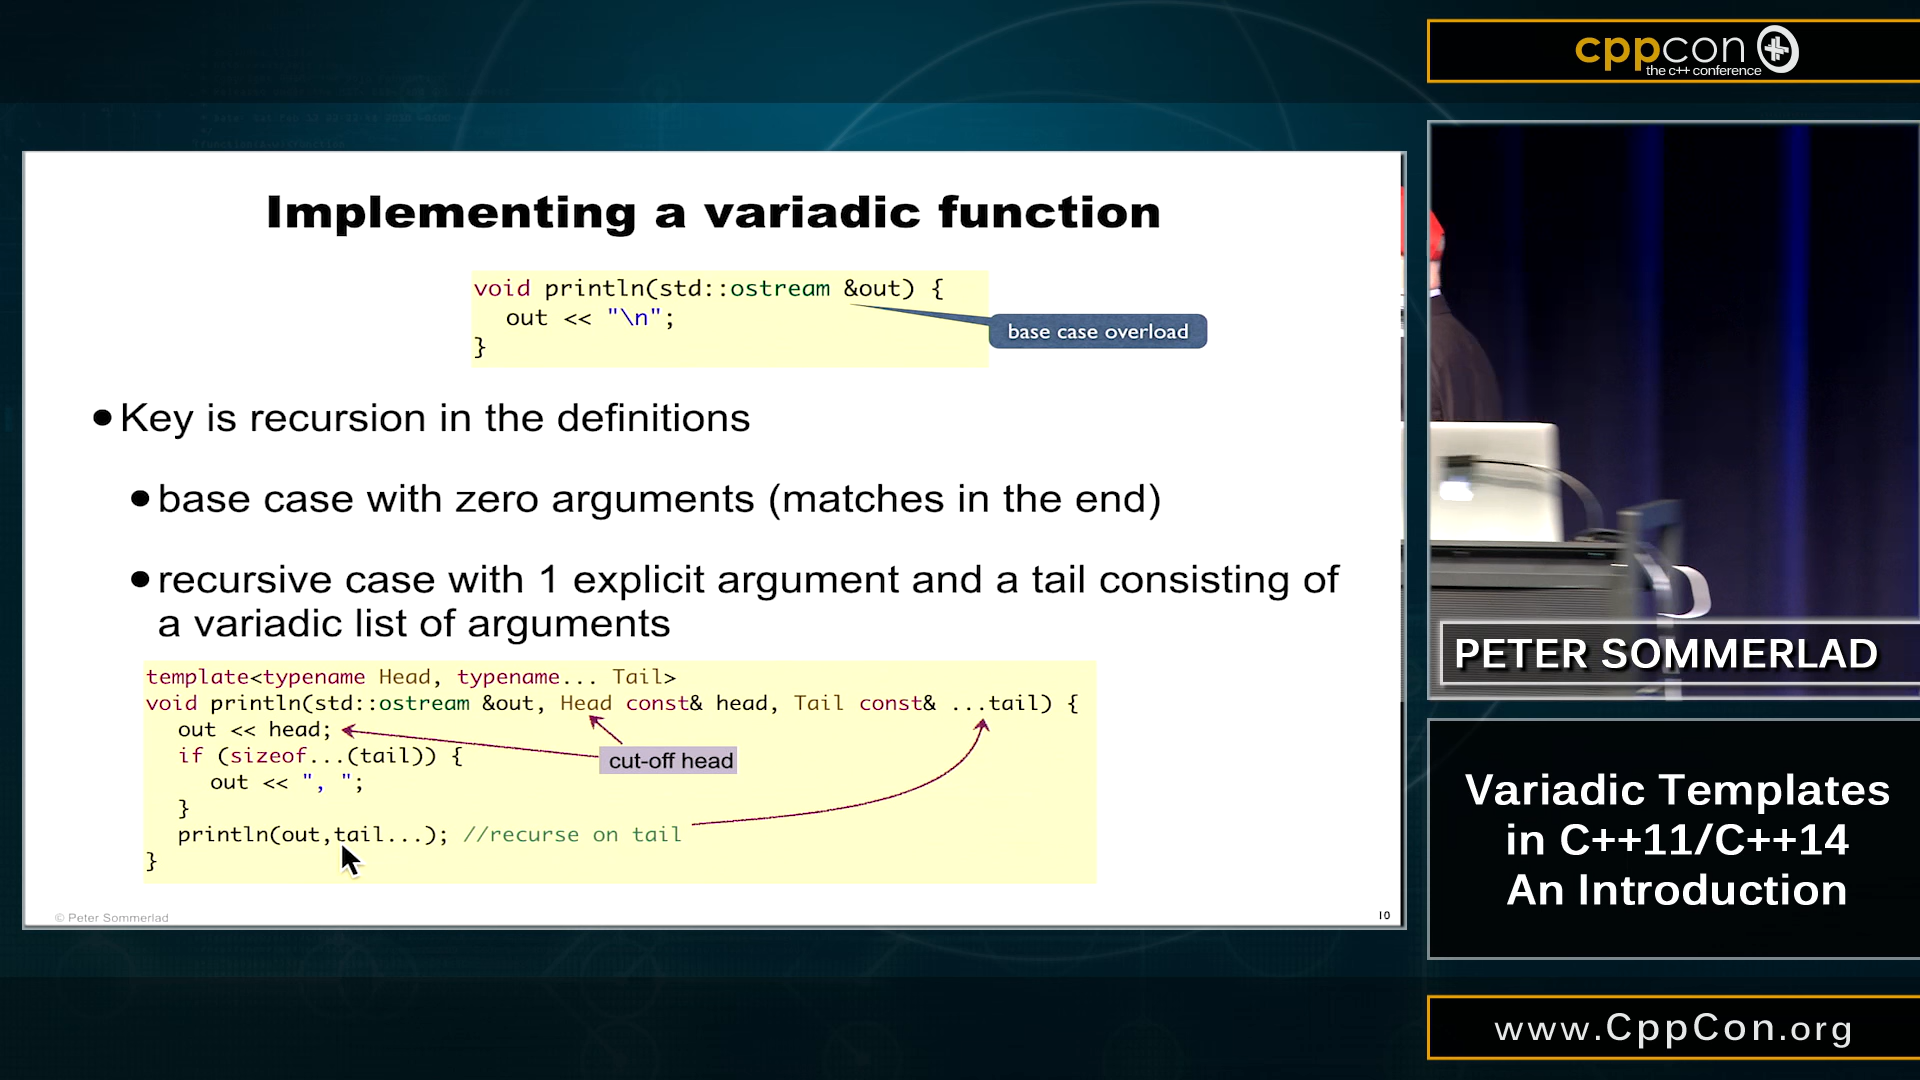 cppcon
the c++ conference
Implementing a variadic function
void println(std::ostream &out) {
out << "\n";
}
base case overload
•Key is recursion in the definitions
•base case with zero arguments (matches in the end)
•recursive case with 1 explicit argument and a tail consisting of
a variadic list of arguments
template<typename Head, typename... Tail>
void println(std::ostream &out, Head const& head, Tail const& ...tail) {
out << head;
if (sizeof...(tail)) {
cut-off head
out << ", ";
}
println(out,tail...); //recurse on tail
}
© Peter Sommerlad
10
PETER SOMMERLAD
Variadic Templates
in C++11/C++14
An Introduction
www.CppCon.org